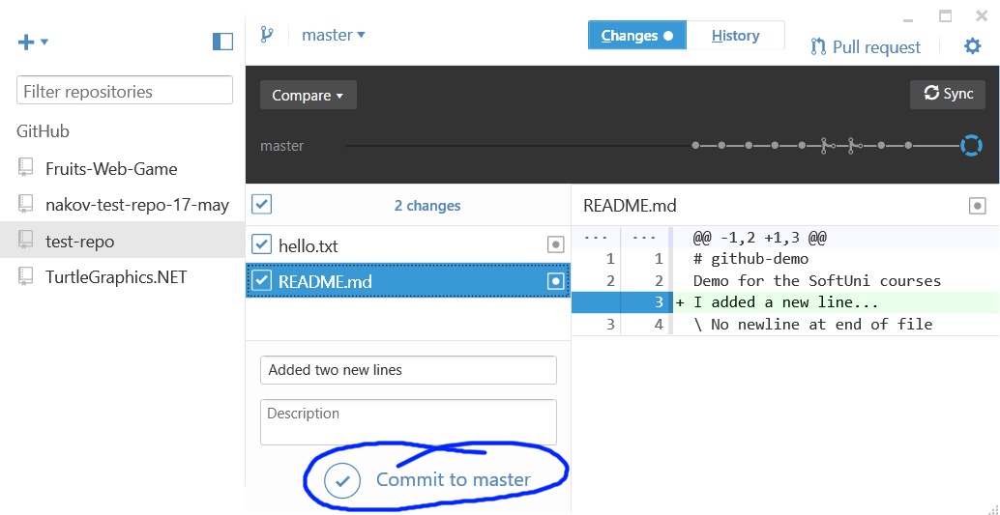 master
Changes
History
Pull request
Filter repositories
GitHub
Fruits-Web-Game
nakov-test-repo-17-may
test-repo
TurtleGraphics.NET
Compare
Sync
master
2 changes
hello.txt
README.md
Added two new lines
Description
Commit to master
README.md
... ... @@ -1,2 +1,3 @@
1 1 # github-demo
2 2 Demo for the SoftUni courses
3 + I added a new line...
3 4 \ No newline at end of file